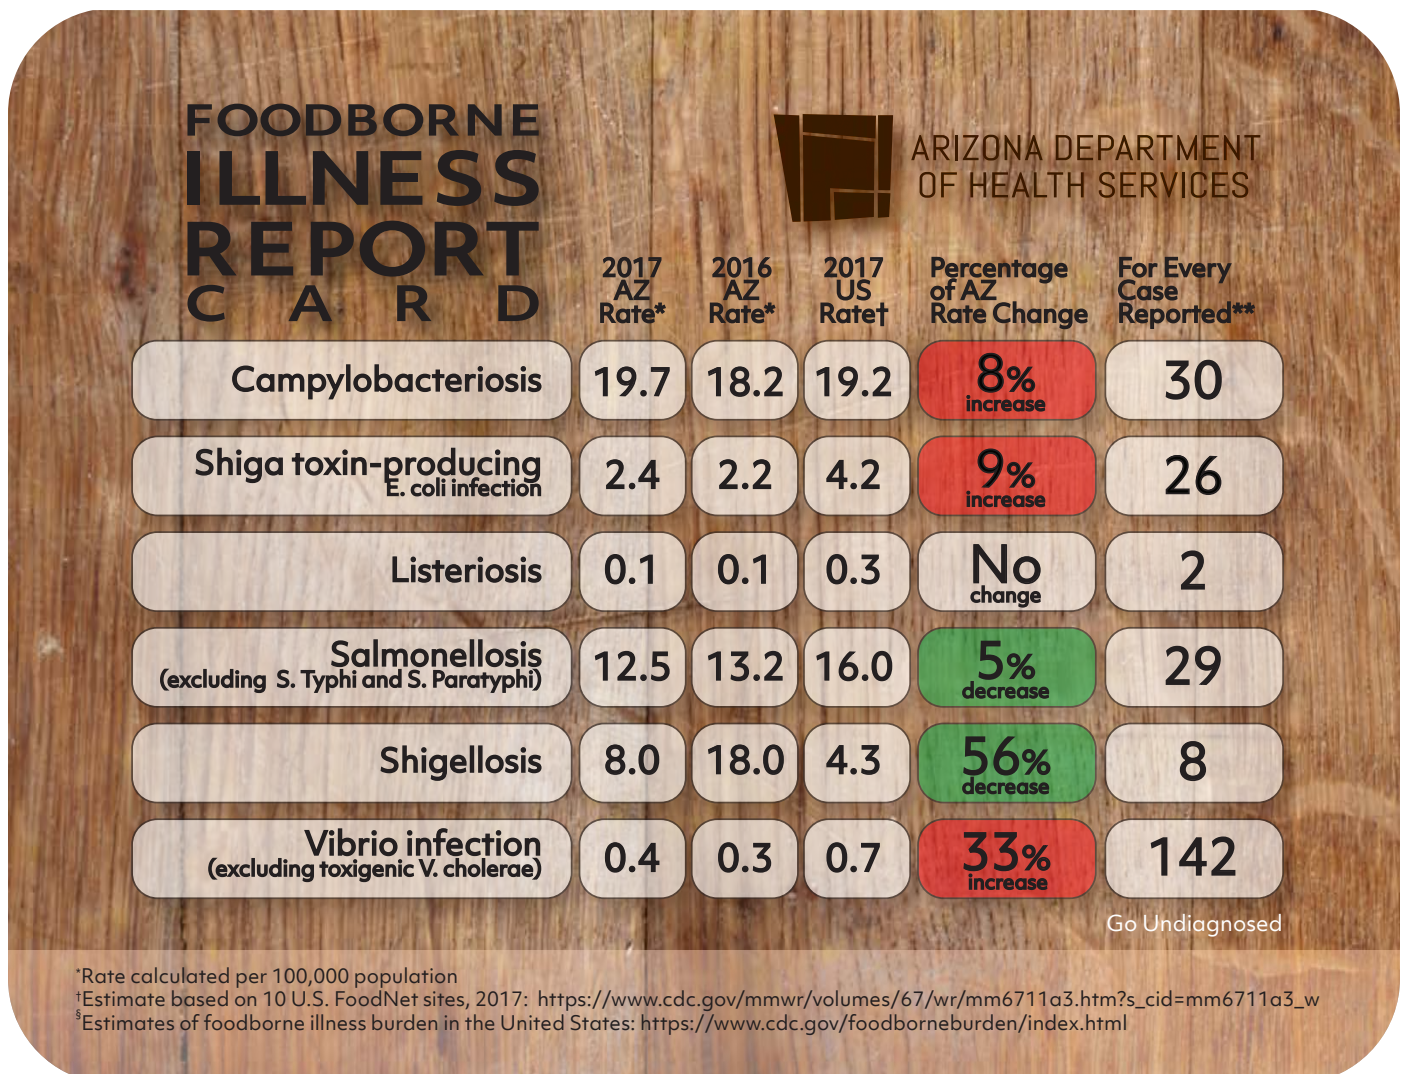 FOODBORNE
ILLNESS
REPORT
CARD
ARIZONA DEPARTMENT
OF HEALTH SERVICES
2017
AZ
Rate*
2016
AZ
Rate*
2017
US
Rate†
Percentage
of AZ
Rate Change
For Every
Case
Reported**
Campylobacteriosis 19.7 18.2 19.2 8% increase 30
Shiga toxin-producing
E. coli infection 2.4 2.2 4.2 9% increase 26
Listeriosis 0.1 0.1 0.3 No change 2
Salmonellosis
(excluding S. Typhi and S. Paratyphi) 12.5 13.2 16.0 5% decrease 29
Shigellosis 8.0 18.0 4.3 56% decrease 8
Vibrio infection
(excluding toxigenic V. cholerae) 0.4 0.3 0.7 33% increase 142
Go Undiagnosed
*Rate calculated per 100,000 population
†Estimate based on 10 U.S. FoodNet sites, 2017: https://www.cdc.gov/mmwr/volumes/67/wr/mm6711a3.htm?s_cid=mm6711a3_w
§Estimates of foodborne illness burden in the United States: https://www.cdc.gov/foodborneburden/index.html